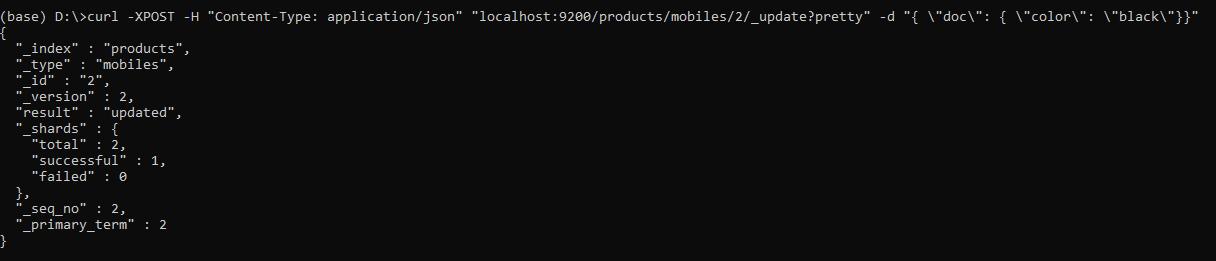 (base) D:\>curl -XPOST -H "Content-Type: application/json" "localhost:9200/products/mobiles/2/_update?pretty" -d "{ \"doc\": { \"color\": \"black\"}}"
{
  "_index" : "products",
  "_type" : "mobiles",
  "_id" : "2",
  "_version" : 2,
  "result" : "updated",
  "_shards" : {
    "total" : 2,
    "successful" : 1,
    "failed" : 0
  },
  "_seq_no" : 2,
  "_primary_term" : 2
}